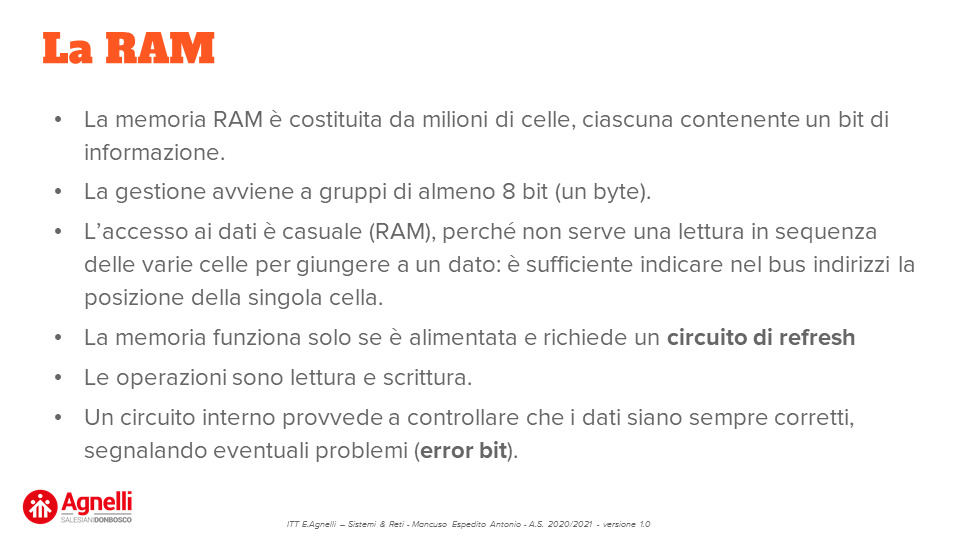 La RAM
• La memoria RAM è costituita da milioni di celle, ciascuna contenente un bit di
informazione.
• La gestione avviene a gruppi di almeno 8 bit (un byte).
• L’accesso ai dati è casuale (RAM), perché non serve una lettura in sequenza
delle varie celle per giungere a un dato: è sufficiente indicare nel bus indirizzi la
posizione della singola cella.
• La memoria funziona solo se è alimentata e richiede un circuito di refresh
• Le operazioni sono lettura e scrittura.
• Un circuito interno provvede a controllare che i dati siano sempre corretti,
segnalando eventuali problemi (error bit).
Agnelli
SALESIANIDONBOSCO
ITT E.Agnelli – Sistemi & Reti - Mancuso Espedito Antonio - A.S. 2020/2021 - versione 1.0